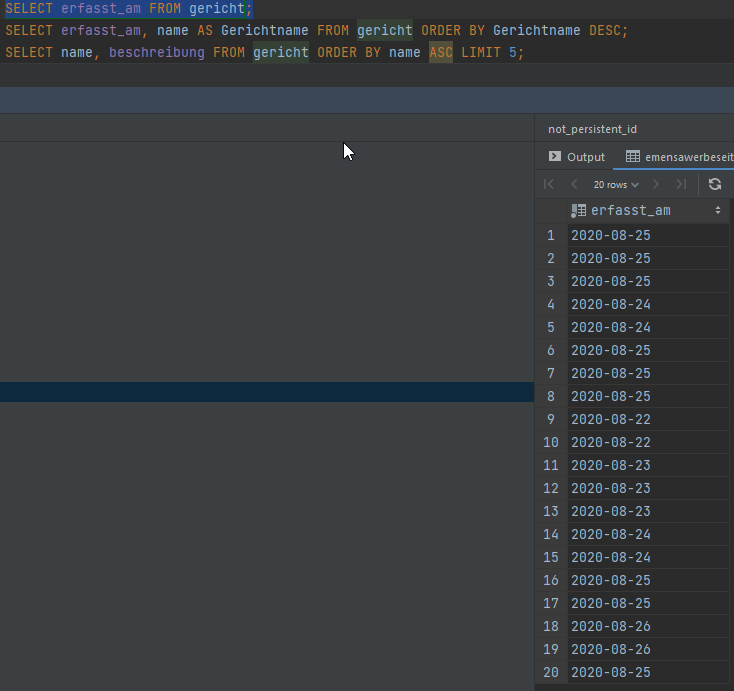 SELECT erfasst_am FROM gericht;
SELECT erfasst_am, name AS Gerichtname FROM gericht ORDER BY Gerichtname DESC;
SELECT name, beschreibung FROM gericht ORDER BY name ASC LIMIT 5;
not_persistent_id
Output emensawerbeseit
20 rows
erfasst_am
1 2020-08-25
2 2020-08-25
3 2020-08-25
4 2020-08-24
5 2020-08-24
6 2020-08-25
7 2020-08-25
8 2020-08-25
9 2020-08-22
10 2020-08-22
11 2020-08-23
12 2020-08-23
13 2020-08-23
14 2020-08-24
15 2020-08-24
16 2020-08-25
17 2020-08-25
18 2020-08-26
19 2020-08-26
20 2020-08-25